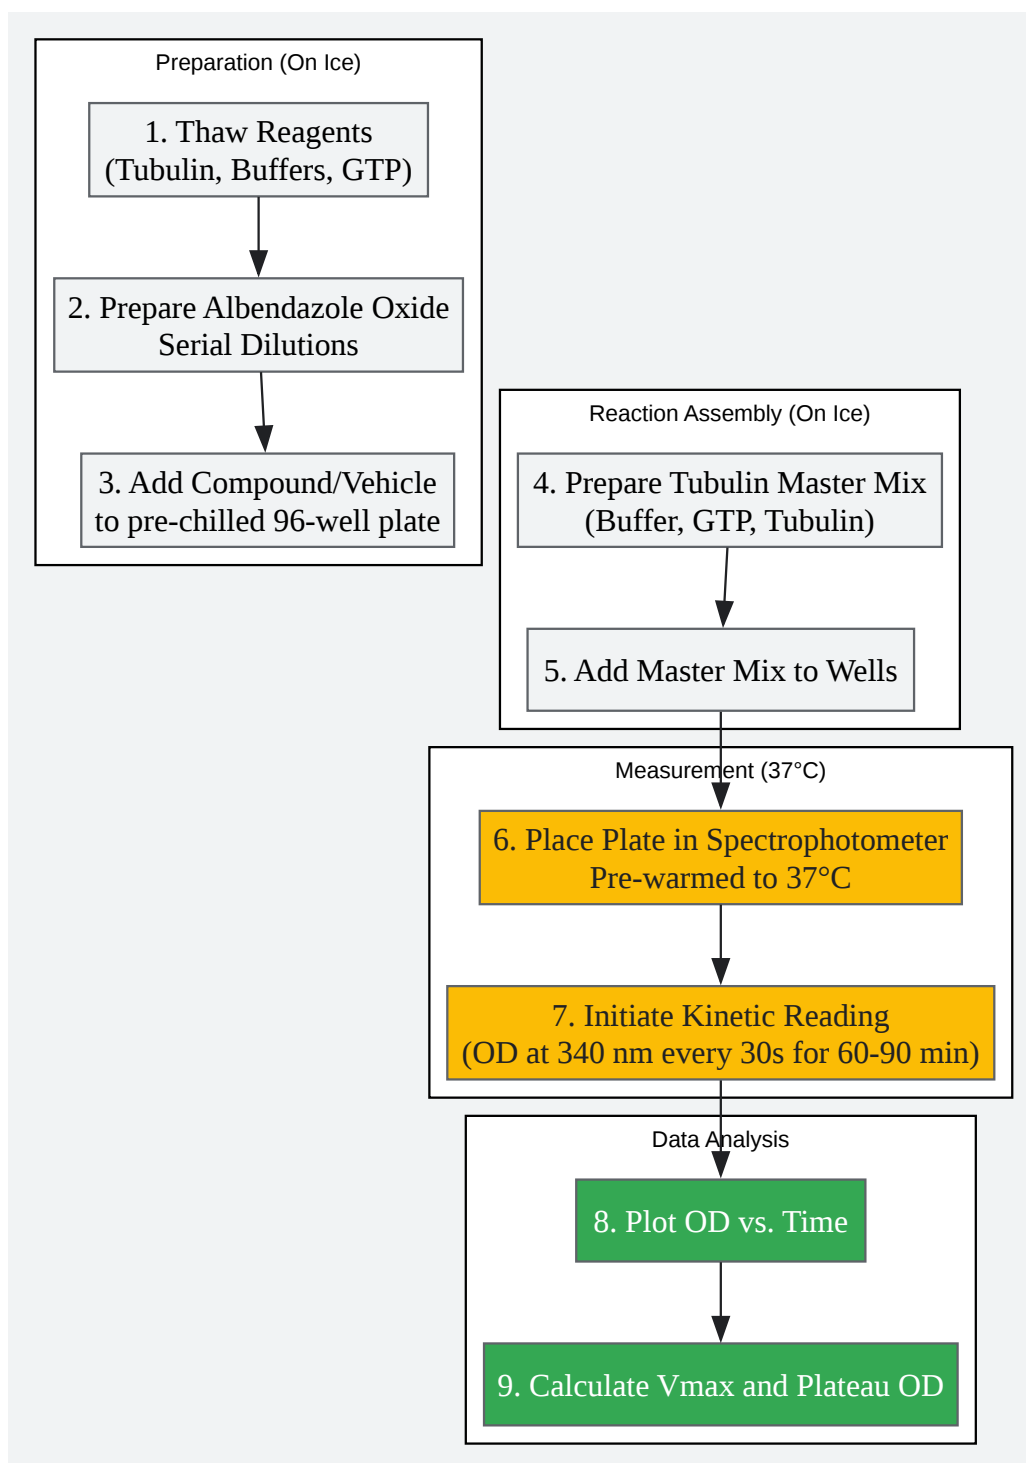 Preparation (On Ice)
1. Thaw Reagents
(Tubulin, Buffers, GTP)
2. Prepare Albendazole Oxide
Serial Dilutions
3. Add Compound/Vehicle
to pre-chilled 96-well plate
Reaction Assembly (On Ice)
4. Prepare Tubulin Master Mix
(Buffer, GTP, Tubulin)
5. Add Master Mix to Wells
Measurement (37°C)
6. Place Plate in Spectrophotometer
Pre-warmed to 37°C
7. Initiate Kinetic Reading
(OD at 340 nm every 30s for 60-90 min)
Data Analysis
8. Plot OD vs. Time
9. Calculate Vmax and Plateau OD